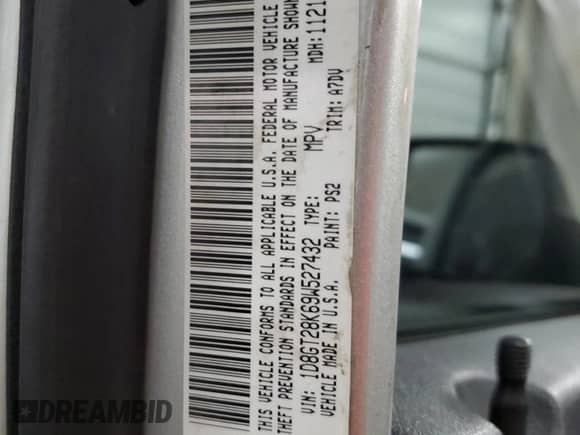 THIS VEHICLE CONFORMS TO ALL APPLICABLE U.S.A. FEDERAL MOTOR VEHICLE
THEFT PREVENTION STANDARDS IN EFFECT ON THE DATE OF MANUFACTURE SHOWN
VIN: 1D8GT28K69W527432 TYPE: MPV MDH: 1121
VEHICLE MADE IN U.S.A. PAINT: PS2 TRIM: A7DV
DREAMBID